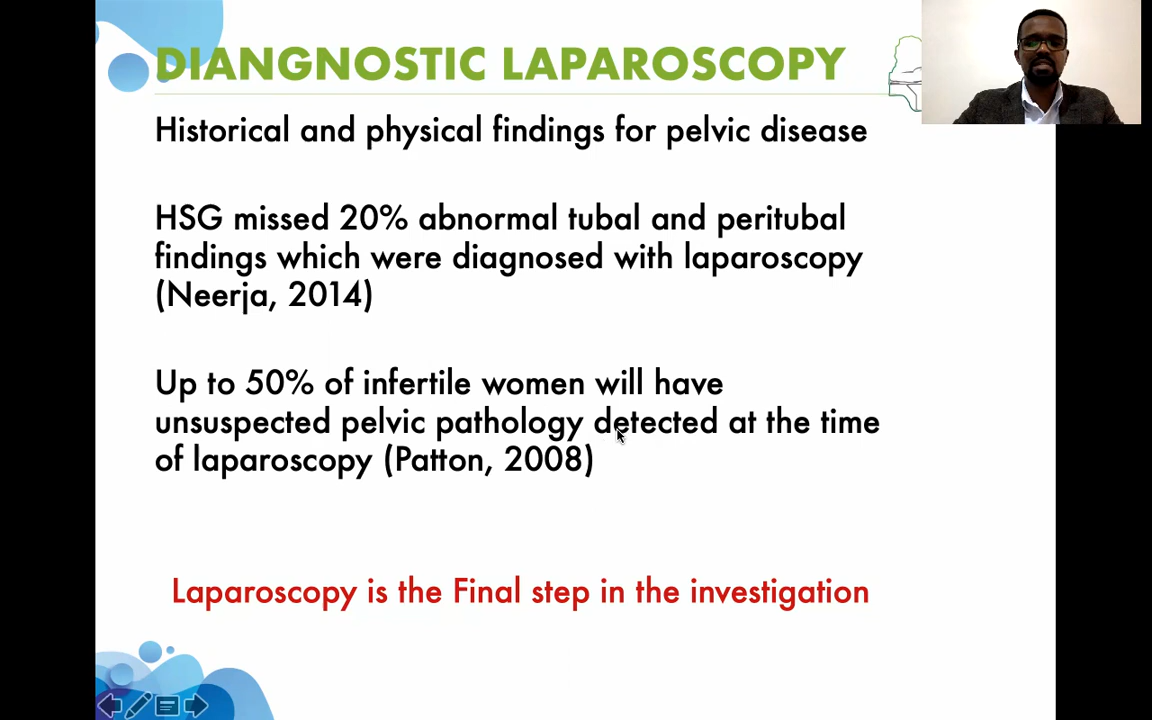 DIANGNOSTIC LAPAROSCOPY
Historical and physical findings for pelvic disease
HSG missed 20% abnormal tubal and peritubal
findings which were diagnosed with laparoscopy
(Neerja, 2014)
Up to 50% of infertile women will have
unsuspected pelvic pathology detected at the time
of laparoscopy (Patton, 2008)
Laparoscopy is the Final step in the investigation